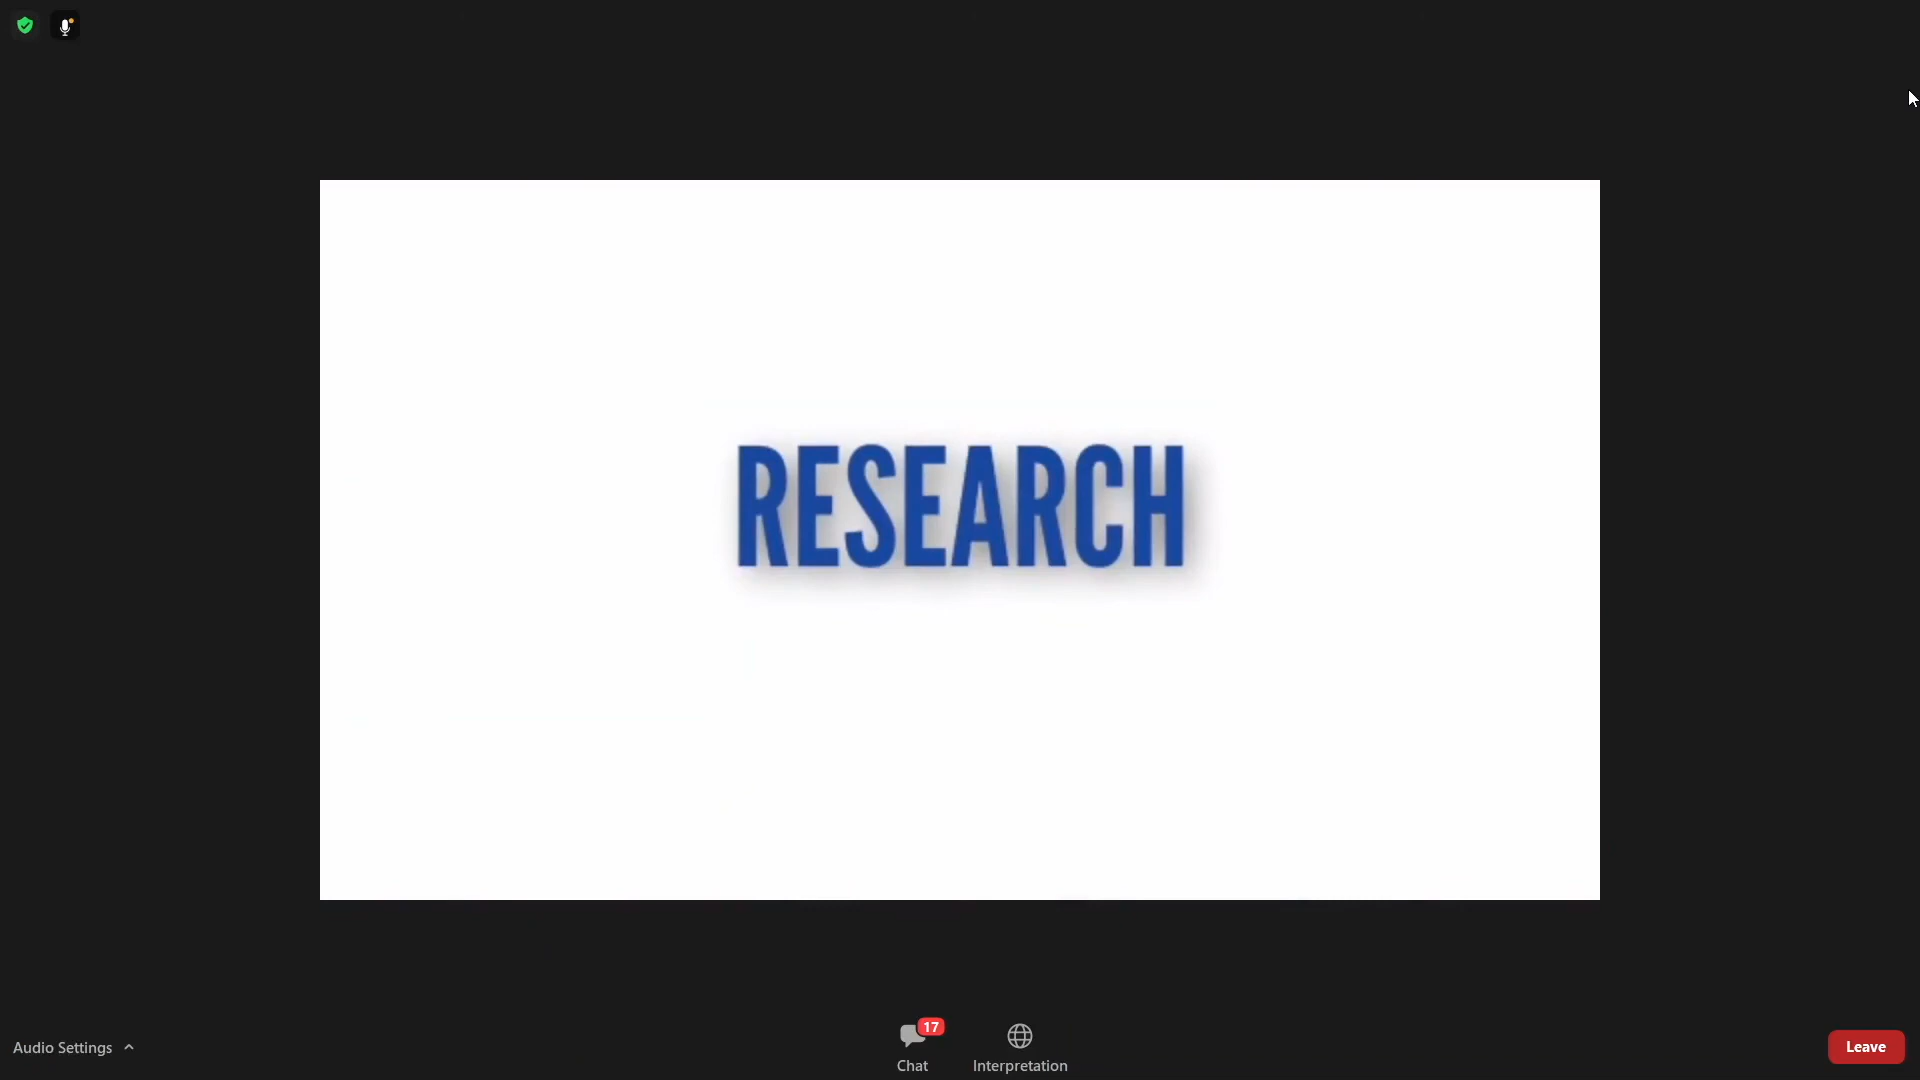 RESEARCH
17
Chat
Interpretation
Audio Settings
Leave